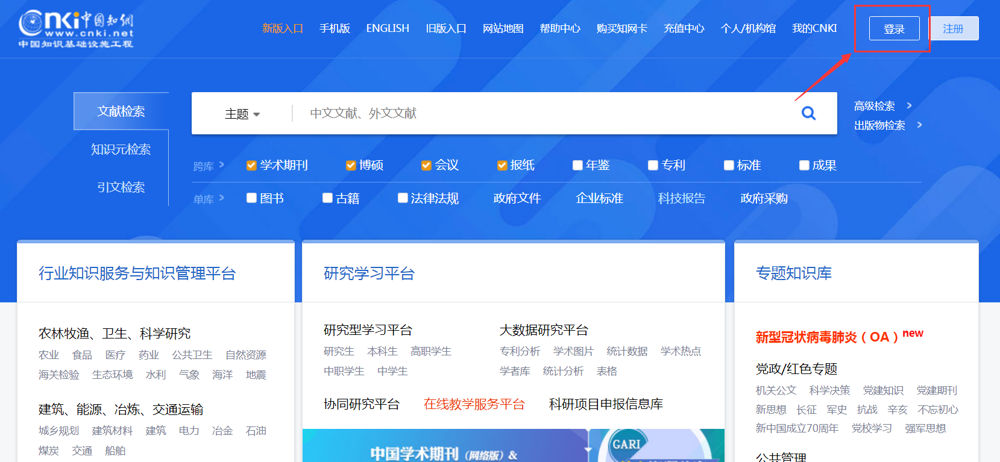 cnki中国知网
www.cnki.net
中国知识基础设施工程
新版入口 手机版 ENGLISH 旧版入口 网站地图 帮助中心 购买知网卡 充值中心 个人/机构馆 我的CNKI 登录 注册
文献检索
知识元检索
引文检索
主题 中文文献、外文文献
高级检索 >
出版物检索 >
跨库 > 学术期刊 博硕 会议 报纸 年鉴 专利 标准 成果
单库 > 图书 古籍 法律法规 政府文件 企业标准 科技报告 政府采购
行业知识服务与知识管理平台
农林牧渔、卫生、科学研究
农业 食品 医疗 药业 公共卫生 自然资源
海关检验 生态环境 水利 气象 海洋 地震
建筑、能源、冶炼、交通运输
城乡规划 建筑材料 建筑 电力 冶金 石油
煤炭 交通 船舶
研究学习平台
研究型学习平台
研究生 本科生 高职学生
中职学生 中学生
大数据研究平台
专利分析 学术图片 统计数据 学术热点
学者库 统计分析 表格
协同研究平台 在线教学服务平台 科研项目申报信息库
中国学术期刊（网络版）&
GARI
专题知识库
新型冠状病毒肺炎（OA）new
党政/红色专题
机关公文 科学决策 党建知识 党建期刊
新思想 长征 军史 抗战 辛亥 不忘初心
新中国成立70周年 党校学习 强军思想
公共管理